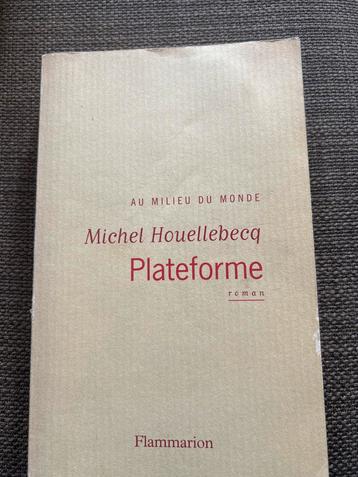 AU MILIEU DU MONDE
Michel Houellebecq
Plateforme
roman
Flammarion